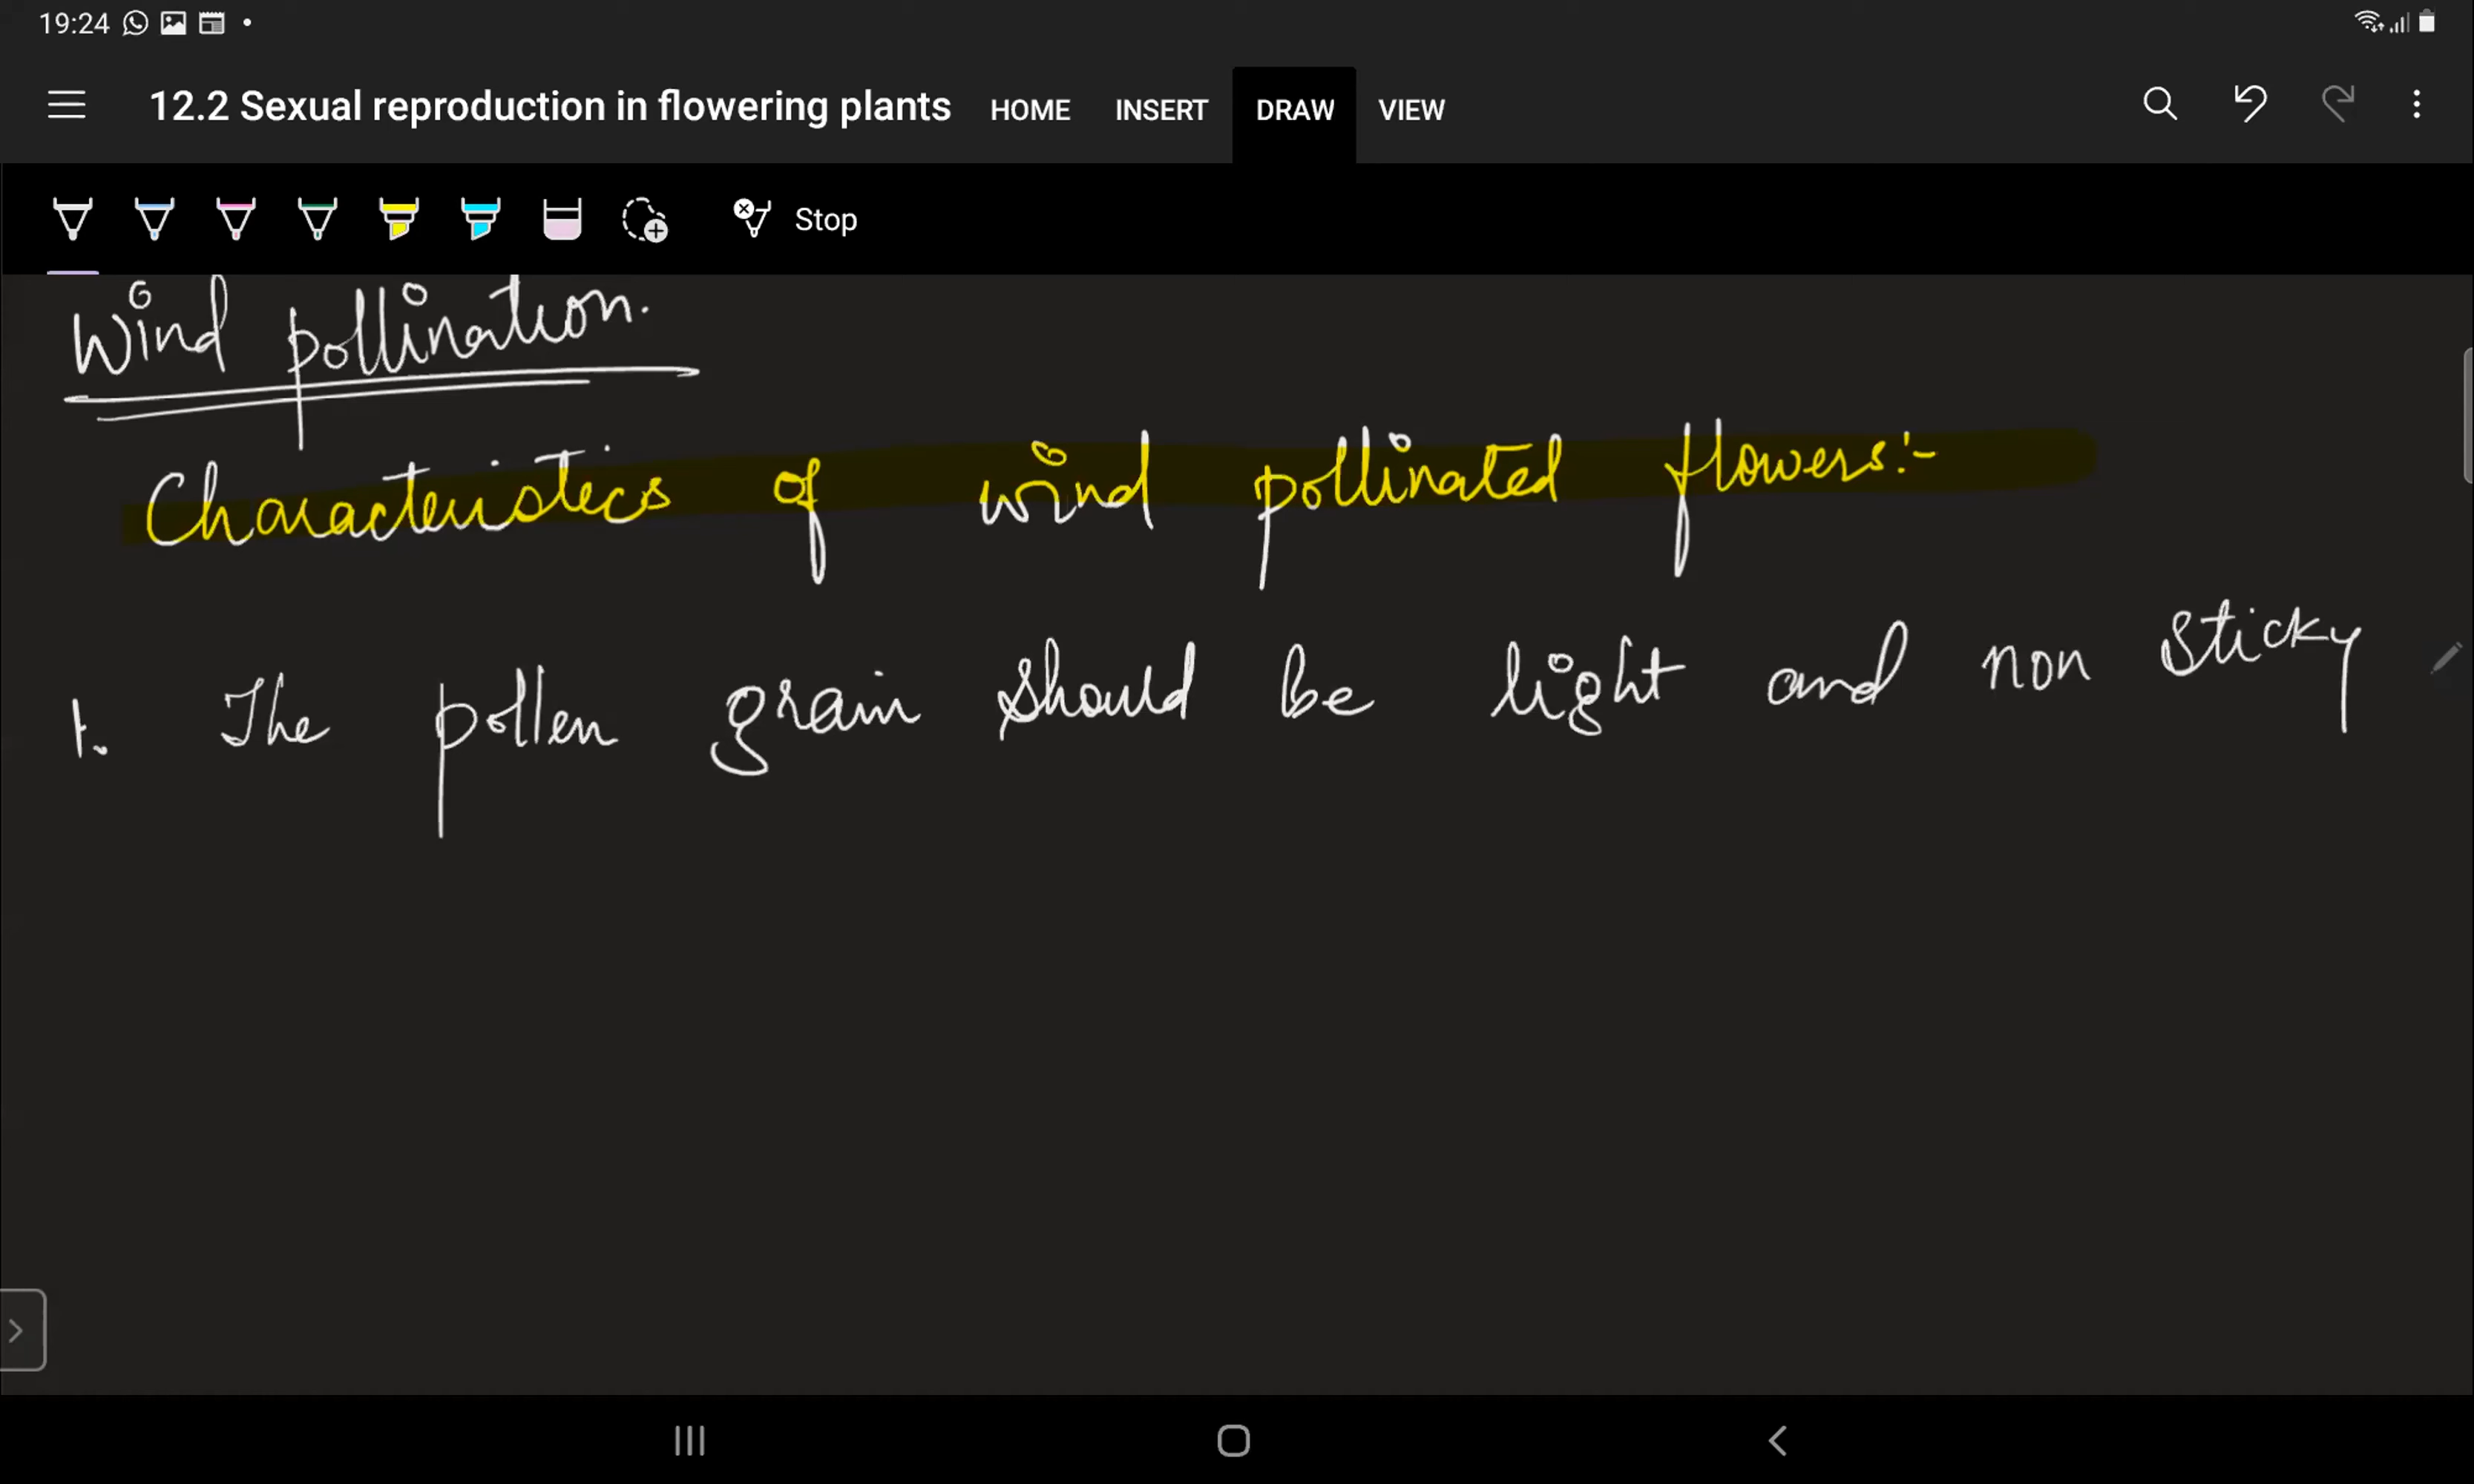 19:24
12.2 Sexual reproduction in flowering plants HOME INSERT DRAW VIEW
Stop
Wind pollination.
Characteristics of wind pollinated flowers:-
1. The pollen grain should be light and non sticky